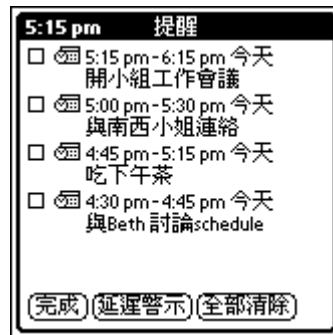 5:15 pm 提醒
5:15 pm-6:15 pm 今天
開小組工作會議
5:00 pm-5:30 pm 今天
與南西小姐連絡
4:45 pm-5:15 pm 今天
吃下午茶
4:30 pm-4:45 pm 今天
與Beth 討論schedule
完成 延遲警示 全部清除